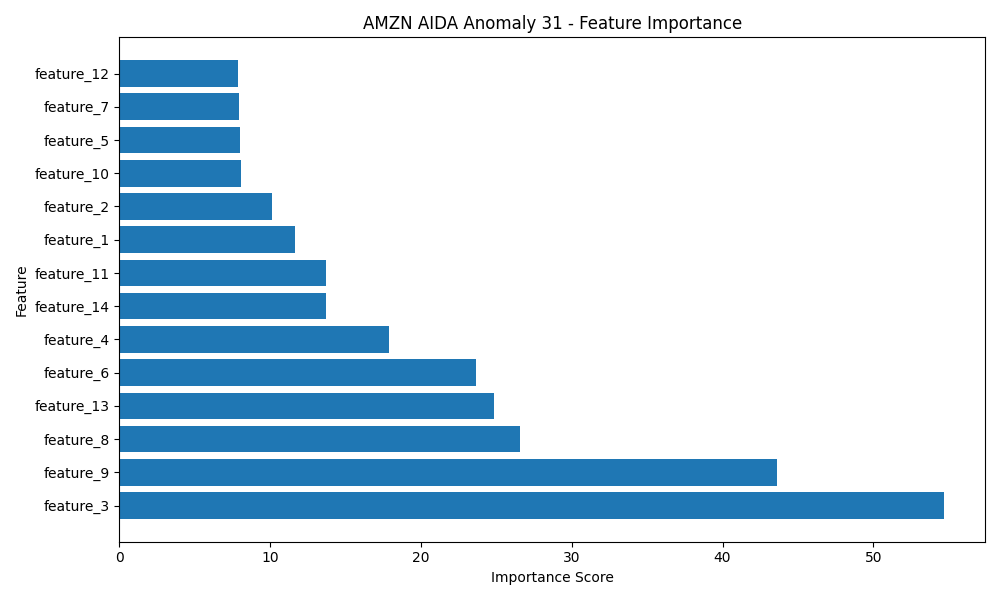 AMZN AIDA Anomaly 31 - Feature Importance
feature_12
feature_7
feature_5
feature_10
feature_2
feature_1
feature_11
feature_14
feature_4
feature_6
feature_13
feature_8
feature_9
feature_3
Feature
0 10 20 30 40 50
Importance Score